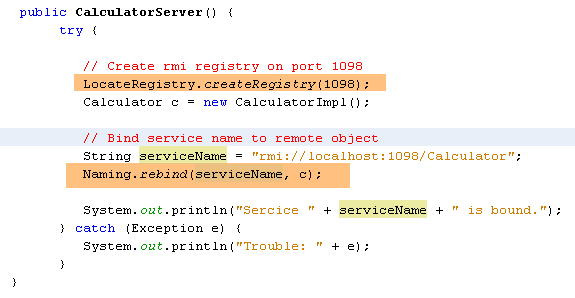 public CalculatorServer() {
try {
// Create rmi registry on port 1098
LocateRegistry.createRegistry(1098);
Calculator c = new CalculatorImpl();
// Bind service name to remote object
String serviceName = "rmi://localhost:1098/Calculator";
Naming.rebind(serviceName, c);
System.out.println("Sercice " + serviceName + " is bound.");
} catch (Exception e) {
System.out.println("Trouble: " + e);
}
}